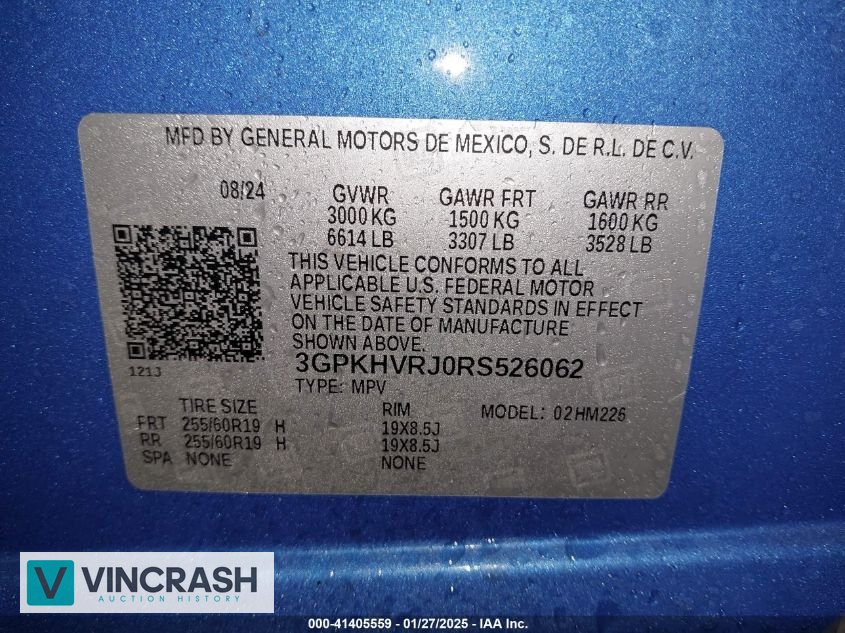 MFD BY GENERAL MOTORS DE MEXICO, S. DE R.L. DE C.V.
08/24 GVWR GAWR FRT GAWR RR
3000 KG 1500 KG 1600 KG
6614 LB 3307 LB 3528 LB
THIS VEHICLE CONFORMS TO ALL
APPLICABLE U.S. FEDERAL MOTOR
VEHICLE SAFETY STANDARDS IN EFFECT
ON THE DATE OF MANUFACTURE
SHOWN ABOVE.
3GPKHVRJ0RS526062
TYPE: MPV
121J
TIRE SIZE RIM MODEL: 02HM226
FRT 255/60R19 H 19X8.5J
RR 255/60R19 H 19X8.5J
SPA NONE NONE
V VINCRASH
AUCTION HISTORY
000-41405559 - 01/27/2025 - IAA Inc.